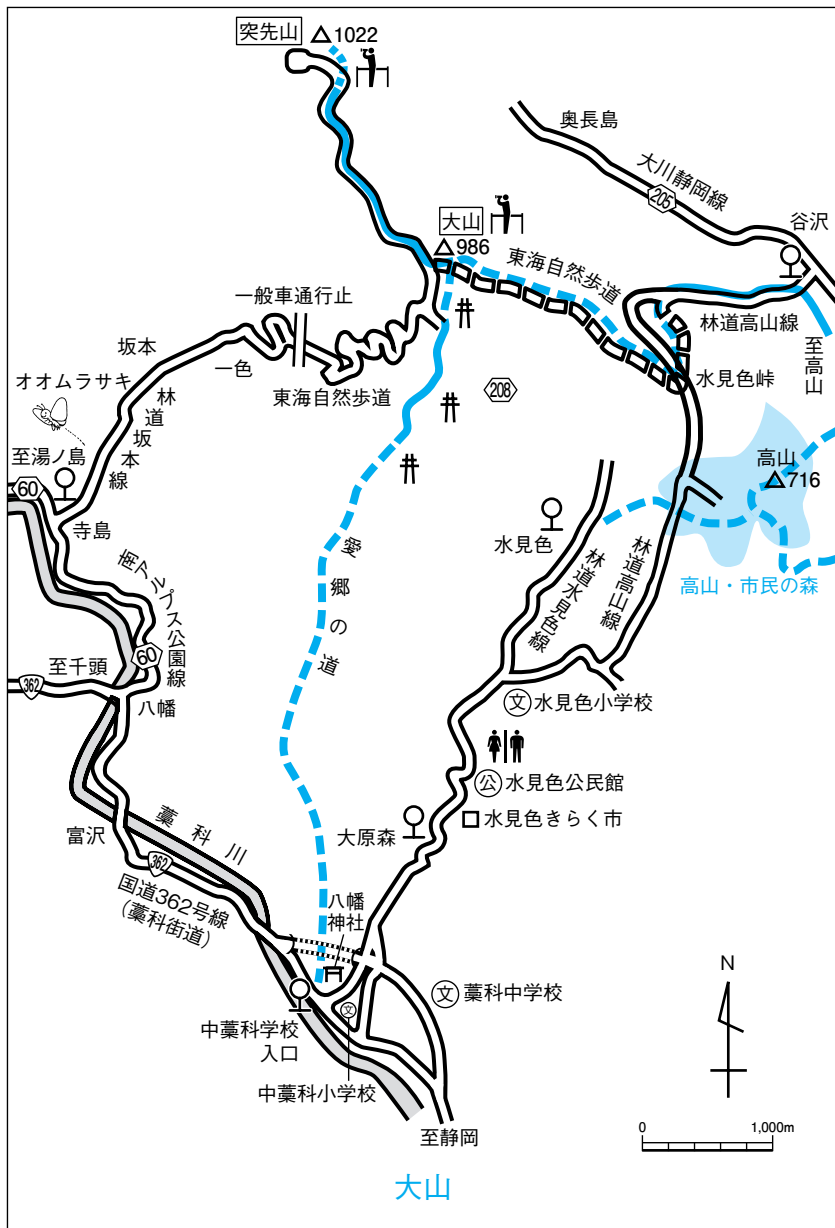 突先山
1022
奥長島
大川静岡線
205
谷沢
大山
986
東海自然歩道
一般車通行止
林道高山線
至高山
坂本
一色
オオムラサキ
林道坂本線
東海自然歩道
208
水見色峠
至湯ノ島
60
高山
716
寺島
水見色
南アルプス公園線
愛郷の道
林道水見色線
林道高山線
高山・市民の森
60
至千頭
362
八幡
文 水見色小学校
公 水見色公民館
水見色きらく市
藁科川
大原森
富沢
362
国道362号線
(藁科街道)
八幡
神社
文 藁科中学校
文
中藁科学校
入口
中藁科小学校
至静岡
N
0 1,000m
大山